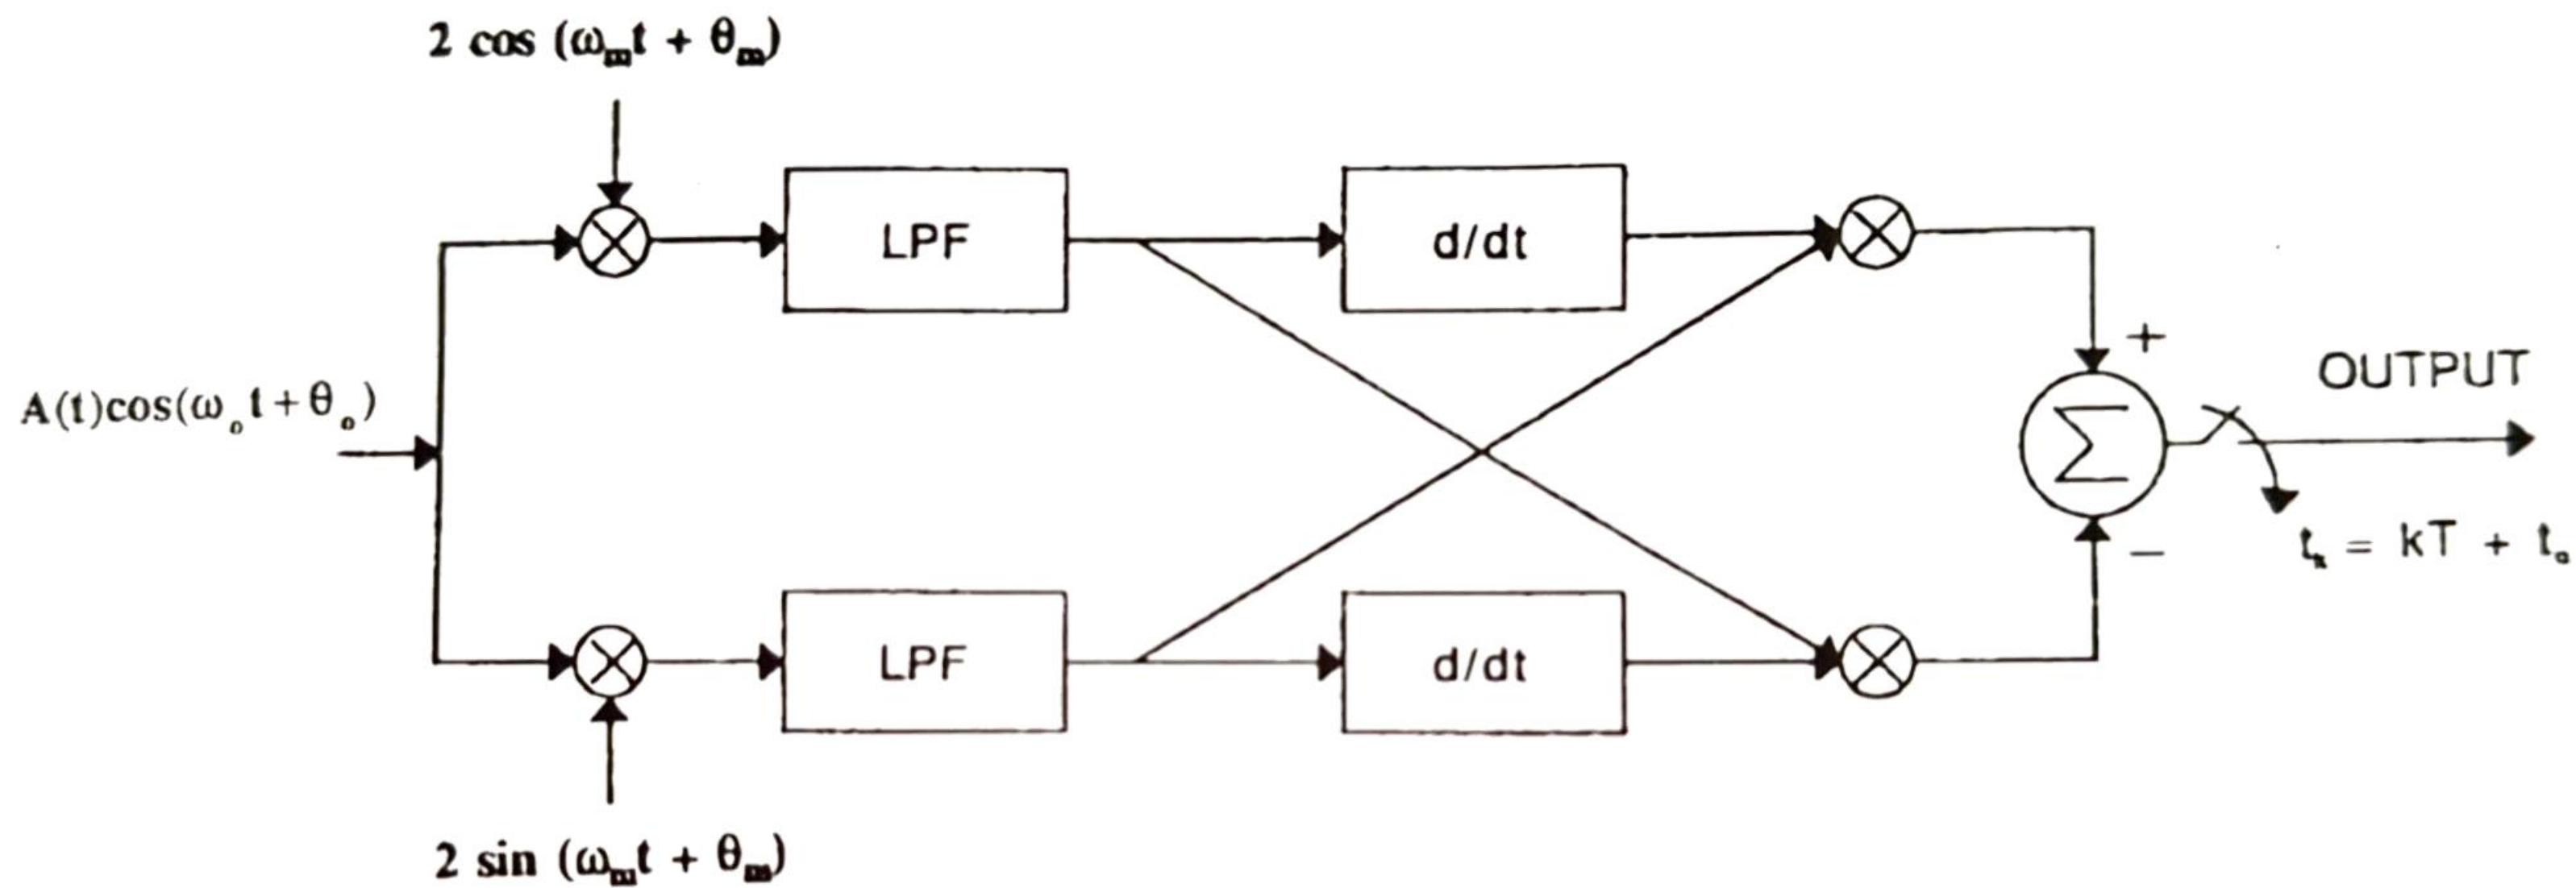 2 cos (ωₘt + θₘ)
LPF
d/dt
+
OUTPUT
A(t)cos(ωₒt+θₒ)
Σ
tₖ = kT + tₒ
−
LPF
d/dt
2 sin (ωₘt + θₘ)